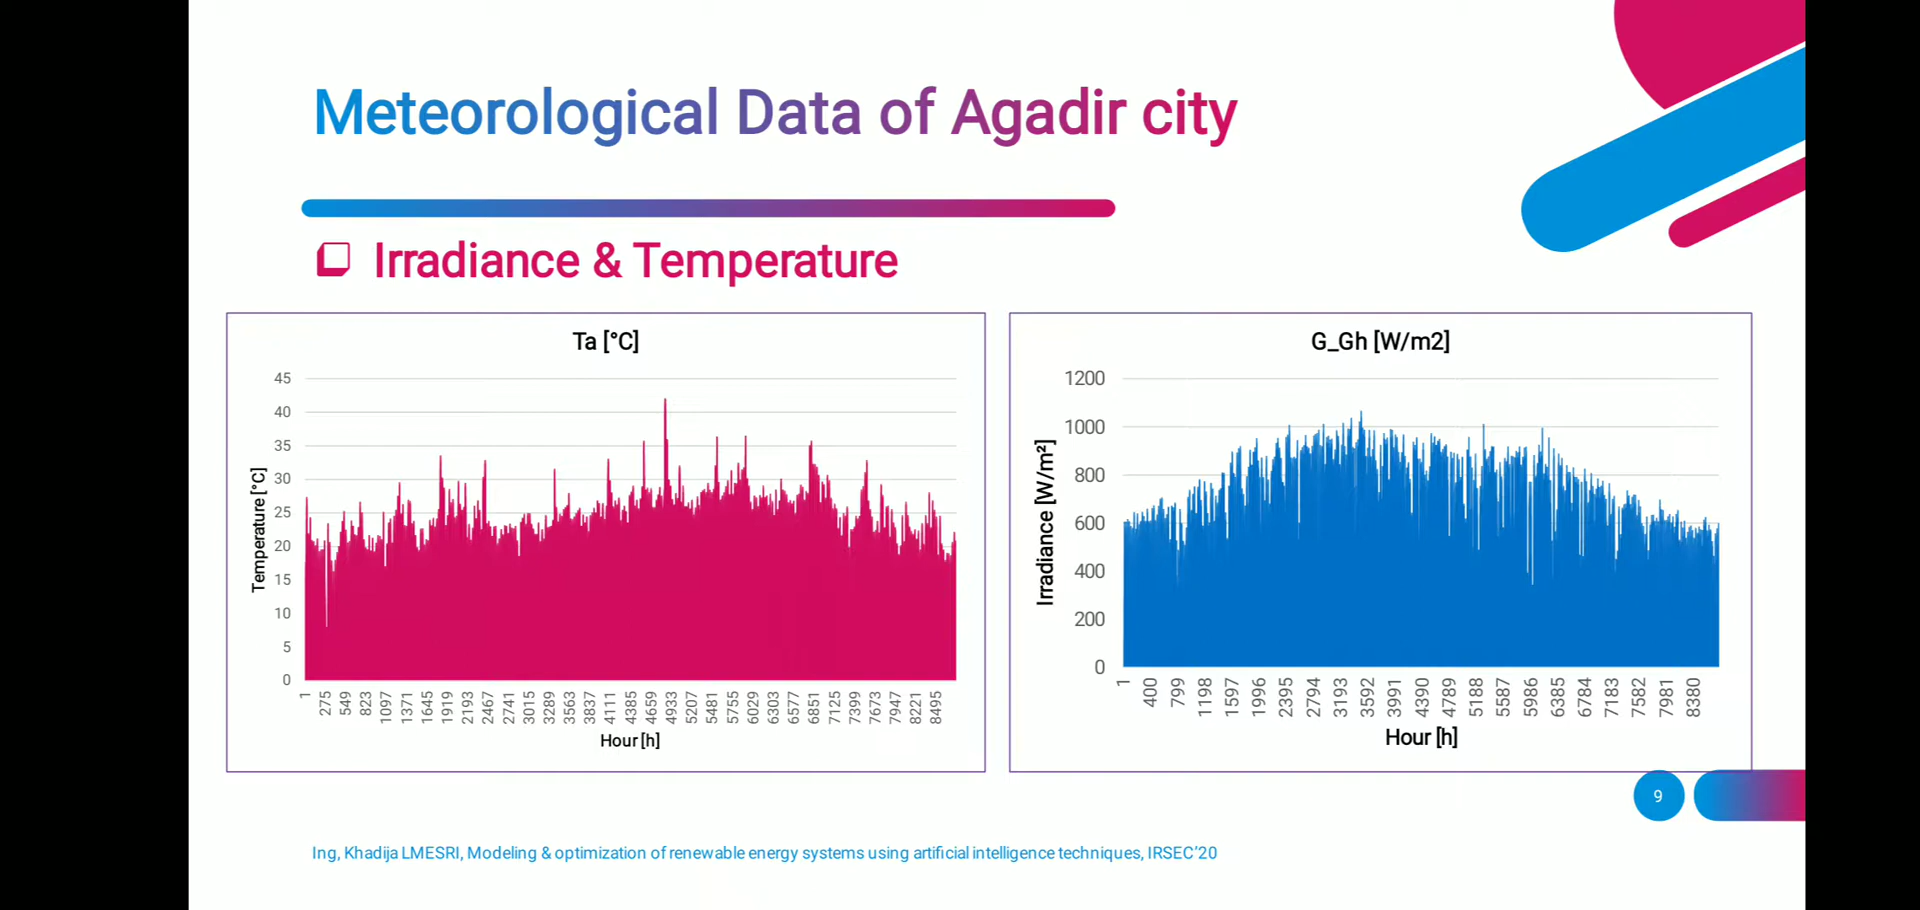 Meteorological Data of Agadir city
Irradiance & Temperature
Ta [°C]
45
40
35
30
25
20
15
10
5
0
Temperature [°C]
1 275 549 823 1097 1371 1645 1919 2193 2467 2741 3015 3289 3563 3837 4111 4385 4659 4933 5207 5481 5755 6029 6303 6577 6851 7125 7399 7673 7947 8221 8495
Hour [h]
G_Gh [W/m2]
1200
1000
800
600
400
200
0
Irradiance [W/m²]
1 400 799 1198 1597 1996 2395 2794 3193 3592 3991 4390 4789 5188 5587 5986 6385 6784 7183 7582 7981 8380
Hour [h]
9
Ing, Khadija LMESRI, Modeling & optimization of renewable energy systems using artificial intelligence techniques, IRSEC’20